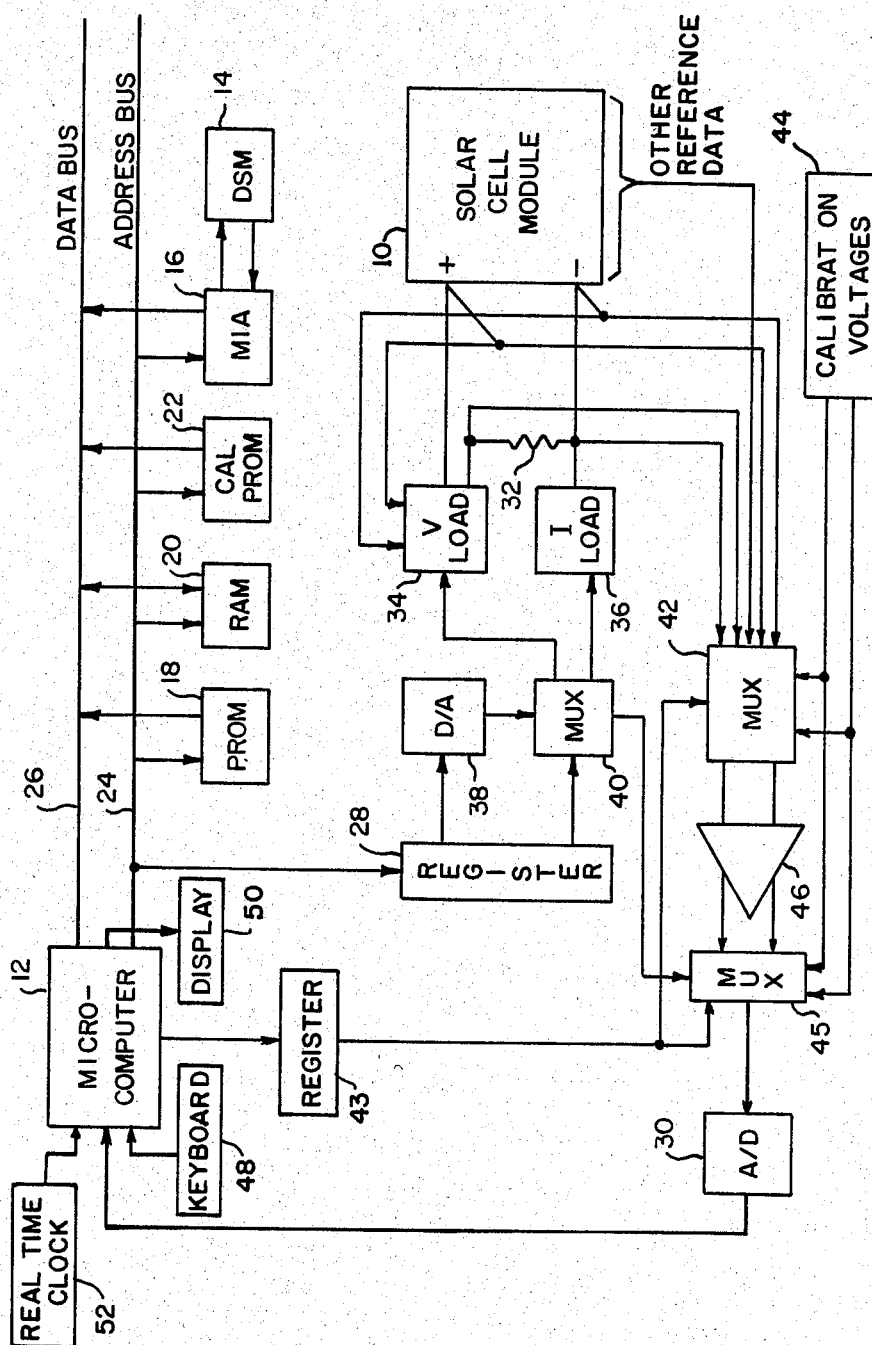 DATA BUS
ADDRESS BUS
26
24
12
MICRO-
COMPUTER
REAL TIME
CLOCK
52
KEYBOARD
48
DISPLAY
50
REGISTER
43
18
PROM
20
RAM
22
CAL
PROM
16
MIA
14
DSM
28
REGISTER
D/A
38
MUX
40
V
LOAD
34
I
LOAD
36
32
10
+
-
SOLAR
CELL
MODULE
OTHER
REFERENCE
DATA
42
MUX
44
CALIBRAT ON
VOLTAGES
46
MUX
45
30
A/D